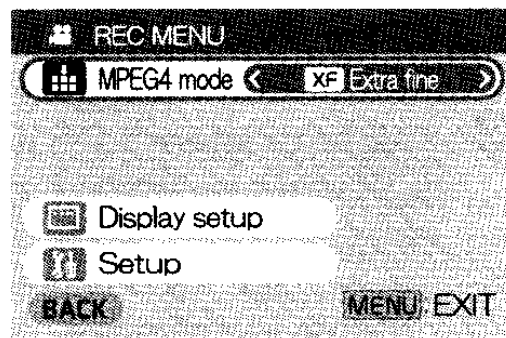 REC MENU
MPEG4 mode XF Extra fine
Display setup
Setup
BACK MENU EXIT